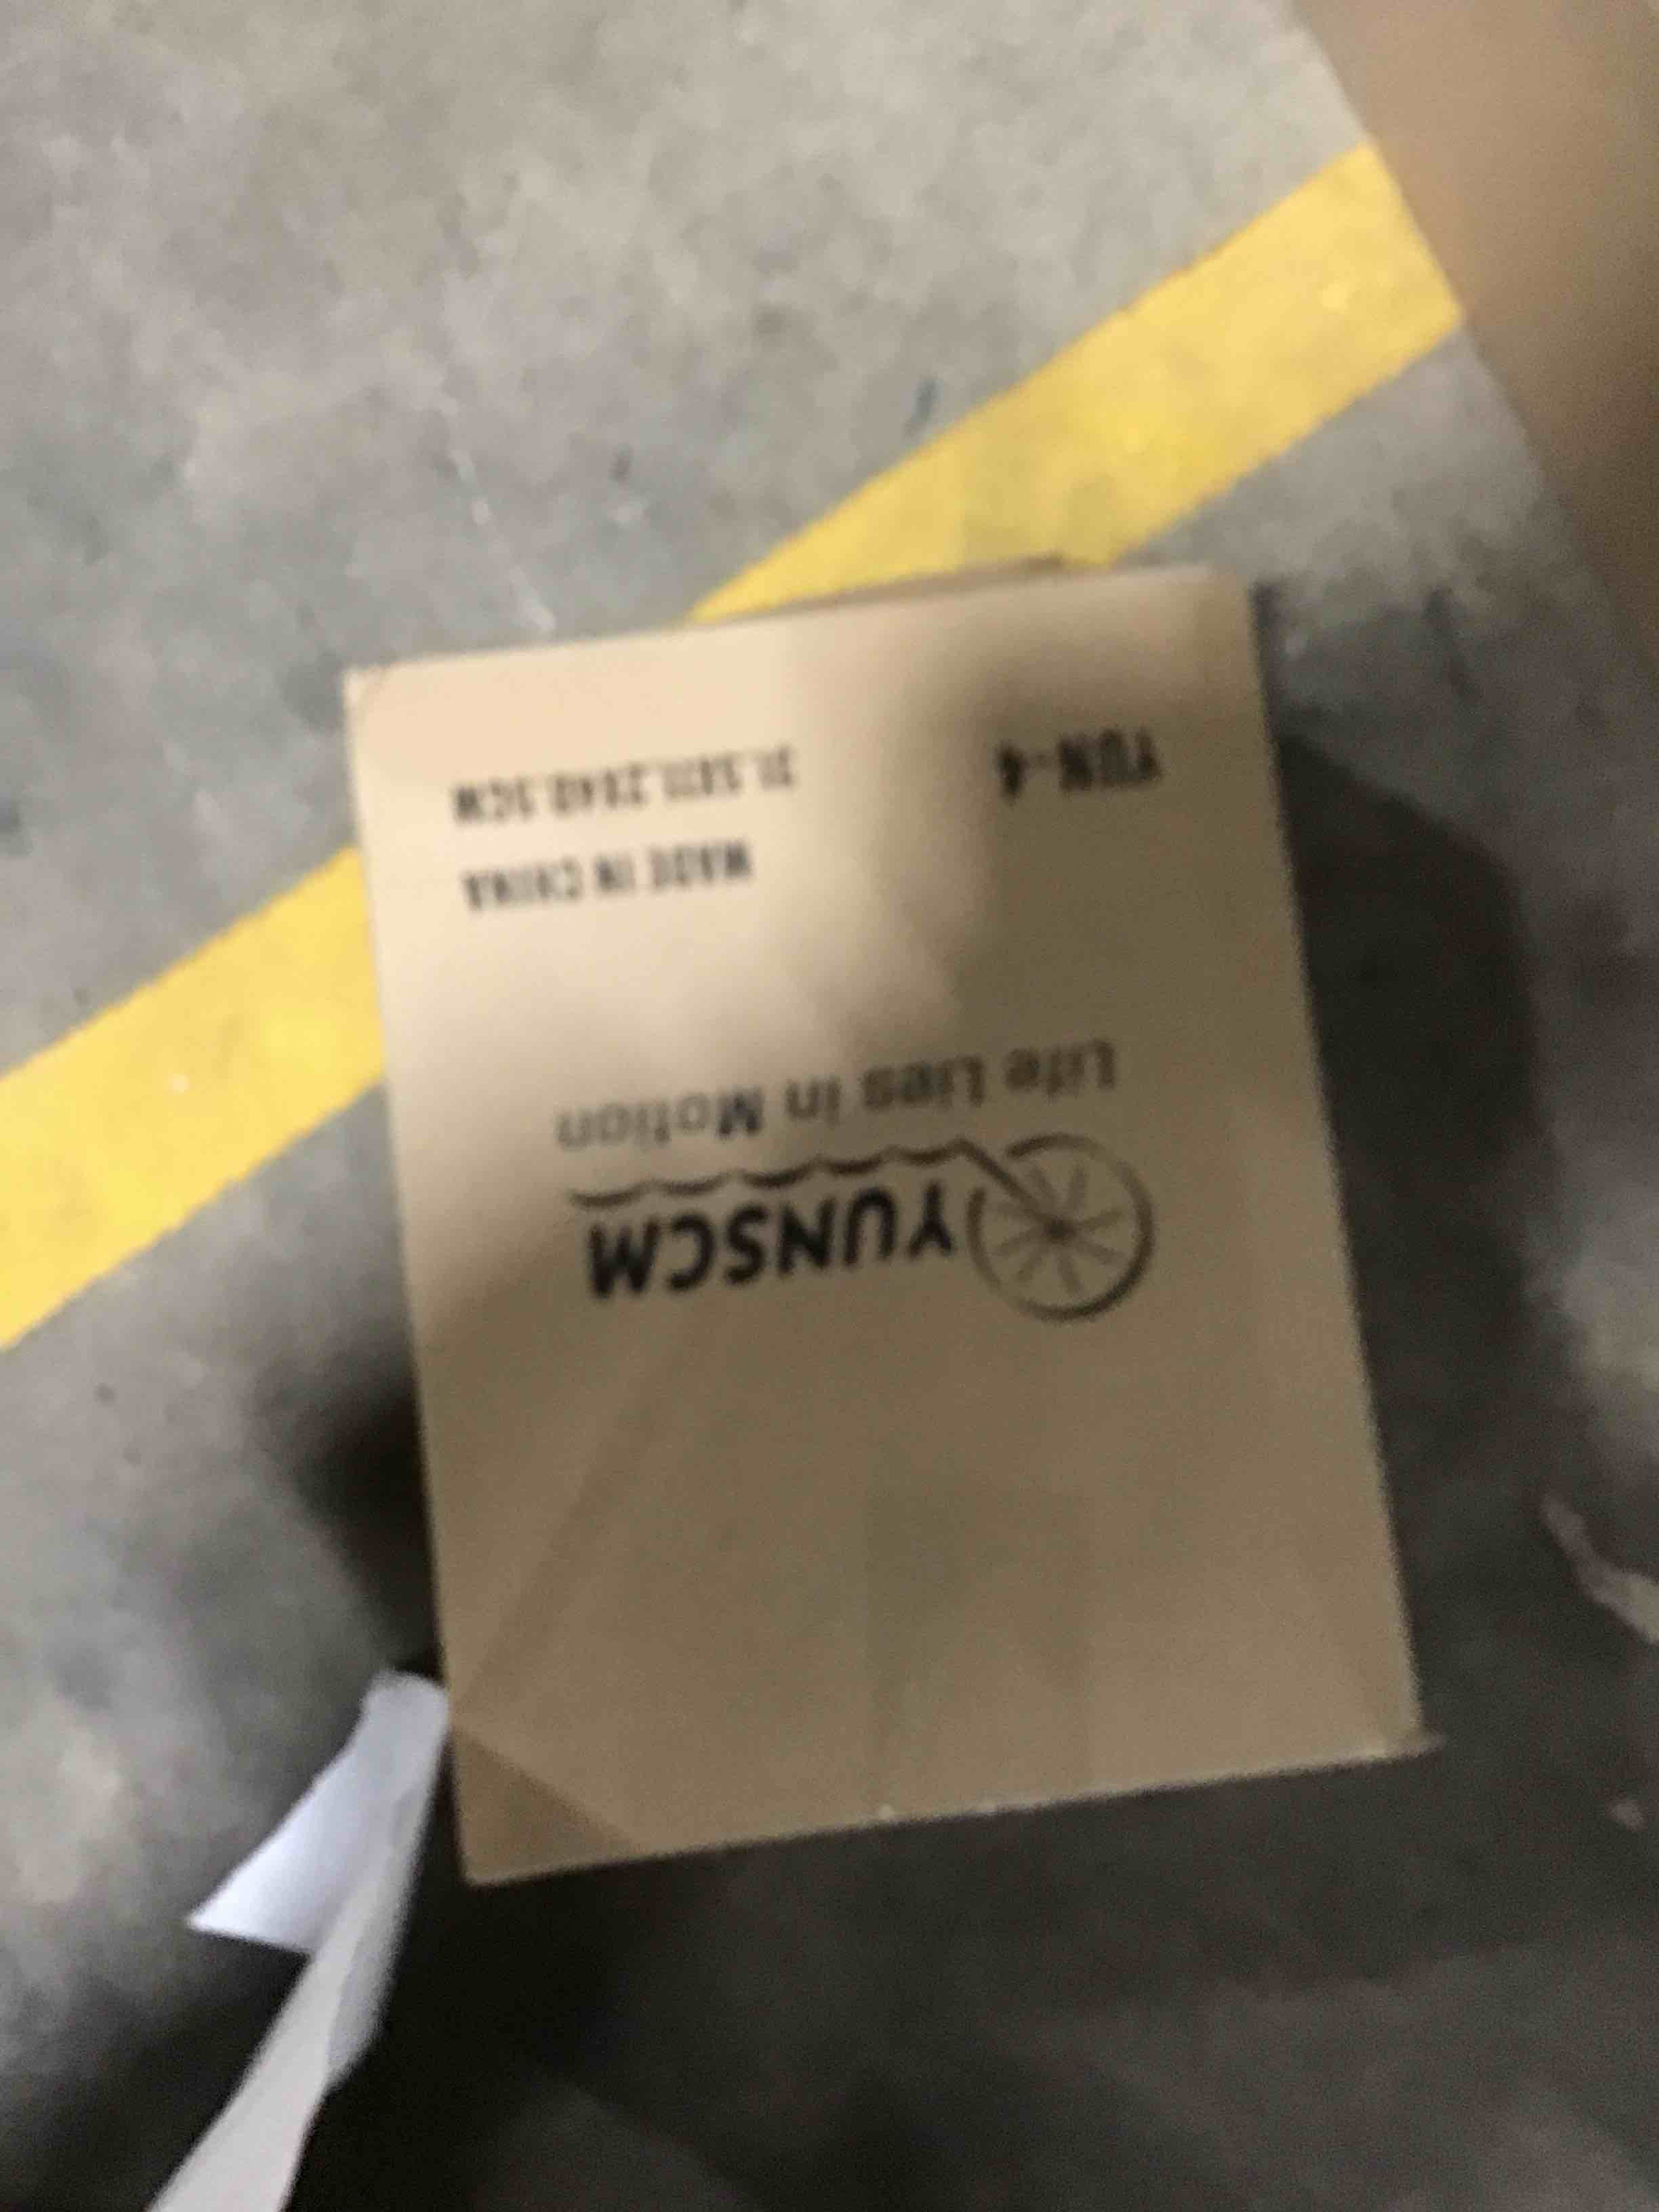 YUNSCM
Life Lies in Motion
MADE IN CHINA
YUN-4